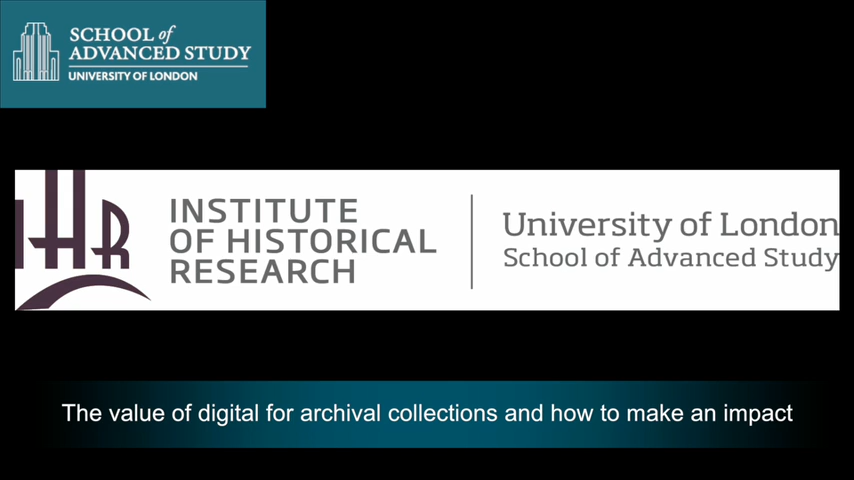 SCHOOL of
ADVANCED STUDY
UNIVERSITY OF LONDON
IHR
INSTITUTE
OF HISTORICAL
RESEARCH
University of London
School of Advanced Study
The value of digital for archival collections and how to make an impact